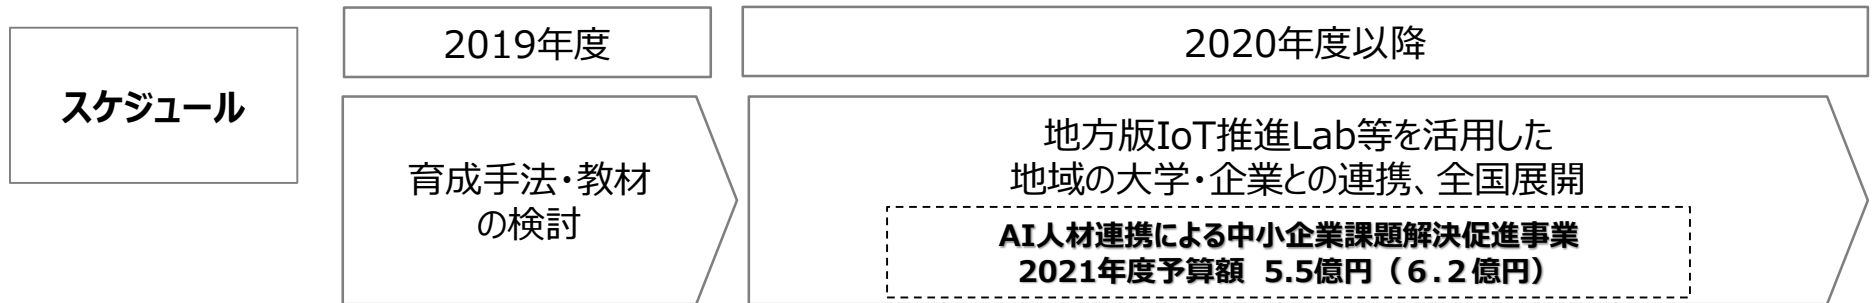 スケジュール
2019年度
2020年度以降
育成手法・教材
の検討
地方版IoT推進Lab等を活用した
地域の大学・企業との連携、全国展開
AI人材連携による中小企業課題解決促進事業
2021年度予算額 5.5億円（６.２億円）